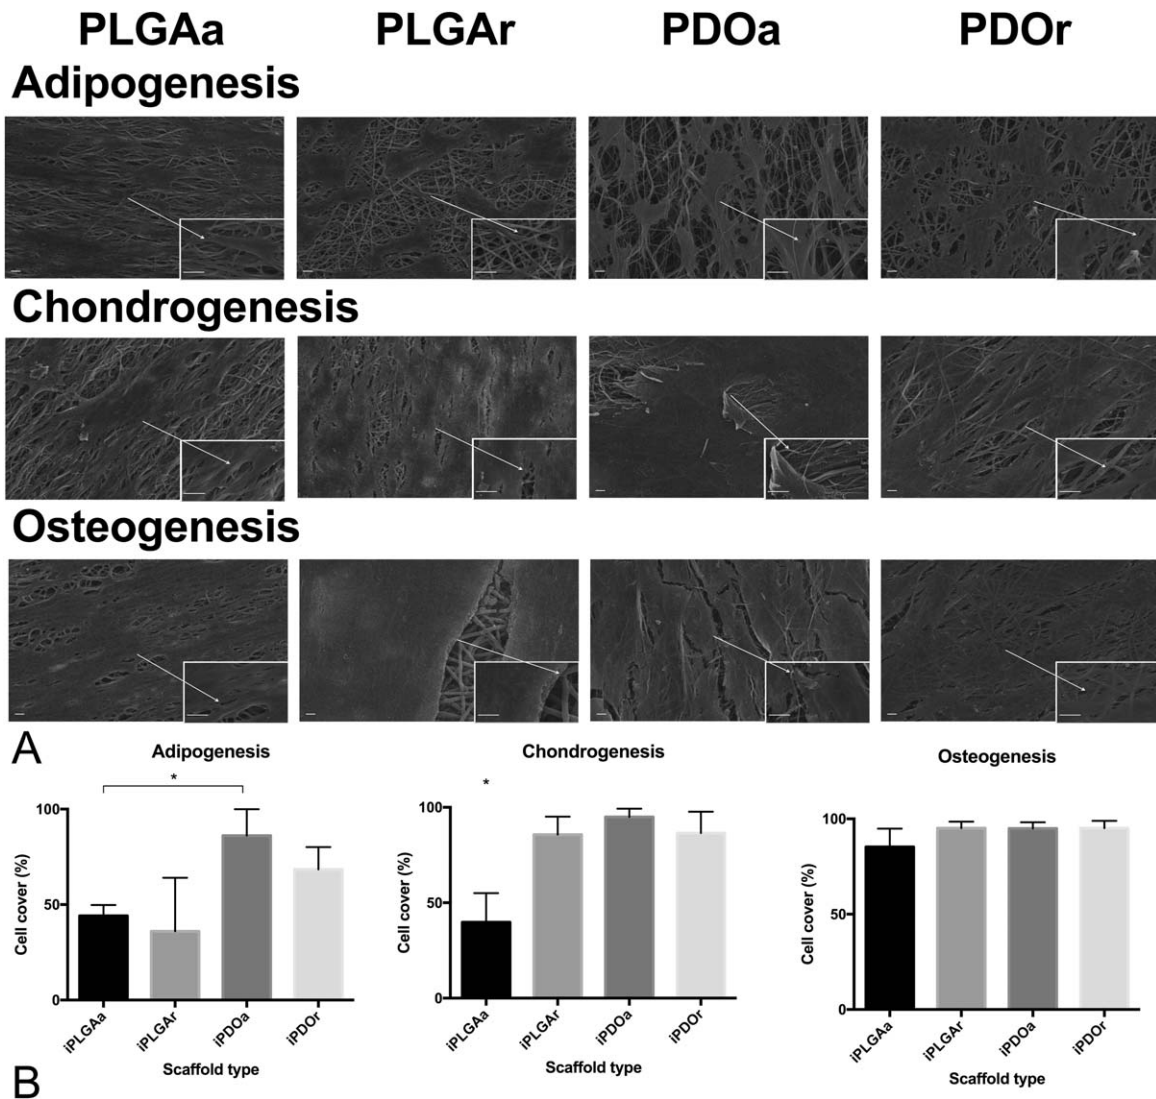 PLGAa PLGAr PDOa PDOr
Adipogenesis
Chondrogenesis
Osteogenesis
A
Adipogenesis
*
100
50
0
Cell cover (%)
iPLGAa iPLGAr iPDOa iPDOr
Scaffold type
Chondrogenesis
*
100
50
0
Cell cover (%)
iPLGAa iPLGAr iPDOa iPDOr
Scaffold type
Osteogenesis
100
50
0
Cell cover (%)
iPLGAa iPLGAr iPDOa iPDOr
Scaffold type
B